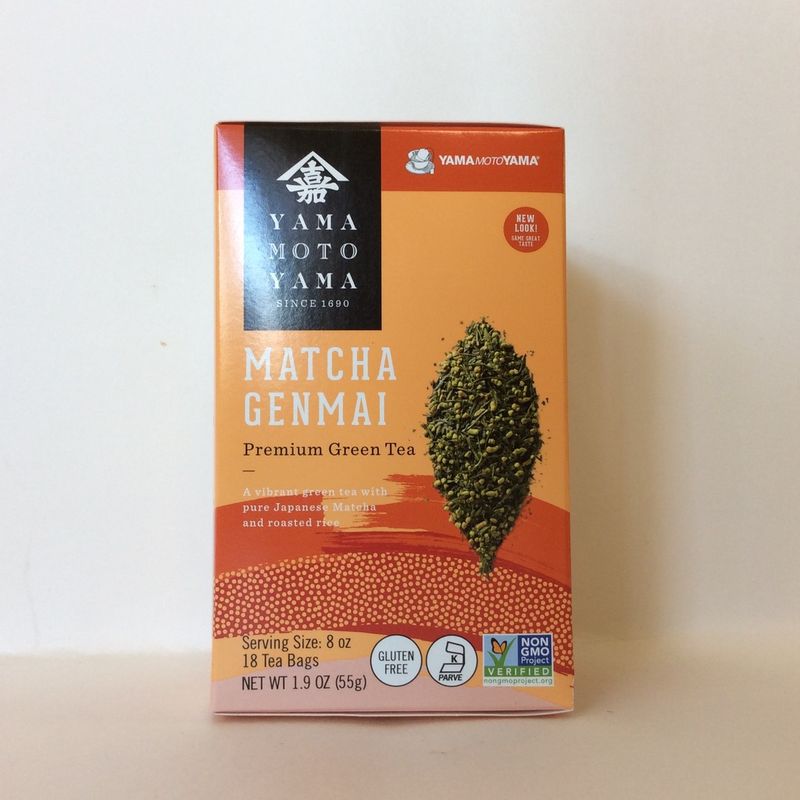 嘉
YAMA
MOTO
YAMA
SINCE 1690
YAMAMOTOYAMA®
NEW
LOOK!
SAME GREAT
TASTE
MATCHA
GENMAI
Premium Green Tea
A vibrant green tea with
pure Japanese Matcha
and roasted rice
Serving Size: 8 oz
18 Tea Bags
NET WT 1.9 OZ (55g)
GLUTEN
FREE
K
PARVE
NON
GMO
Project
VERIFIED
nongmoproject.org